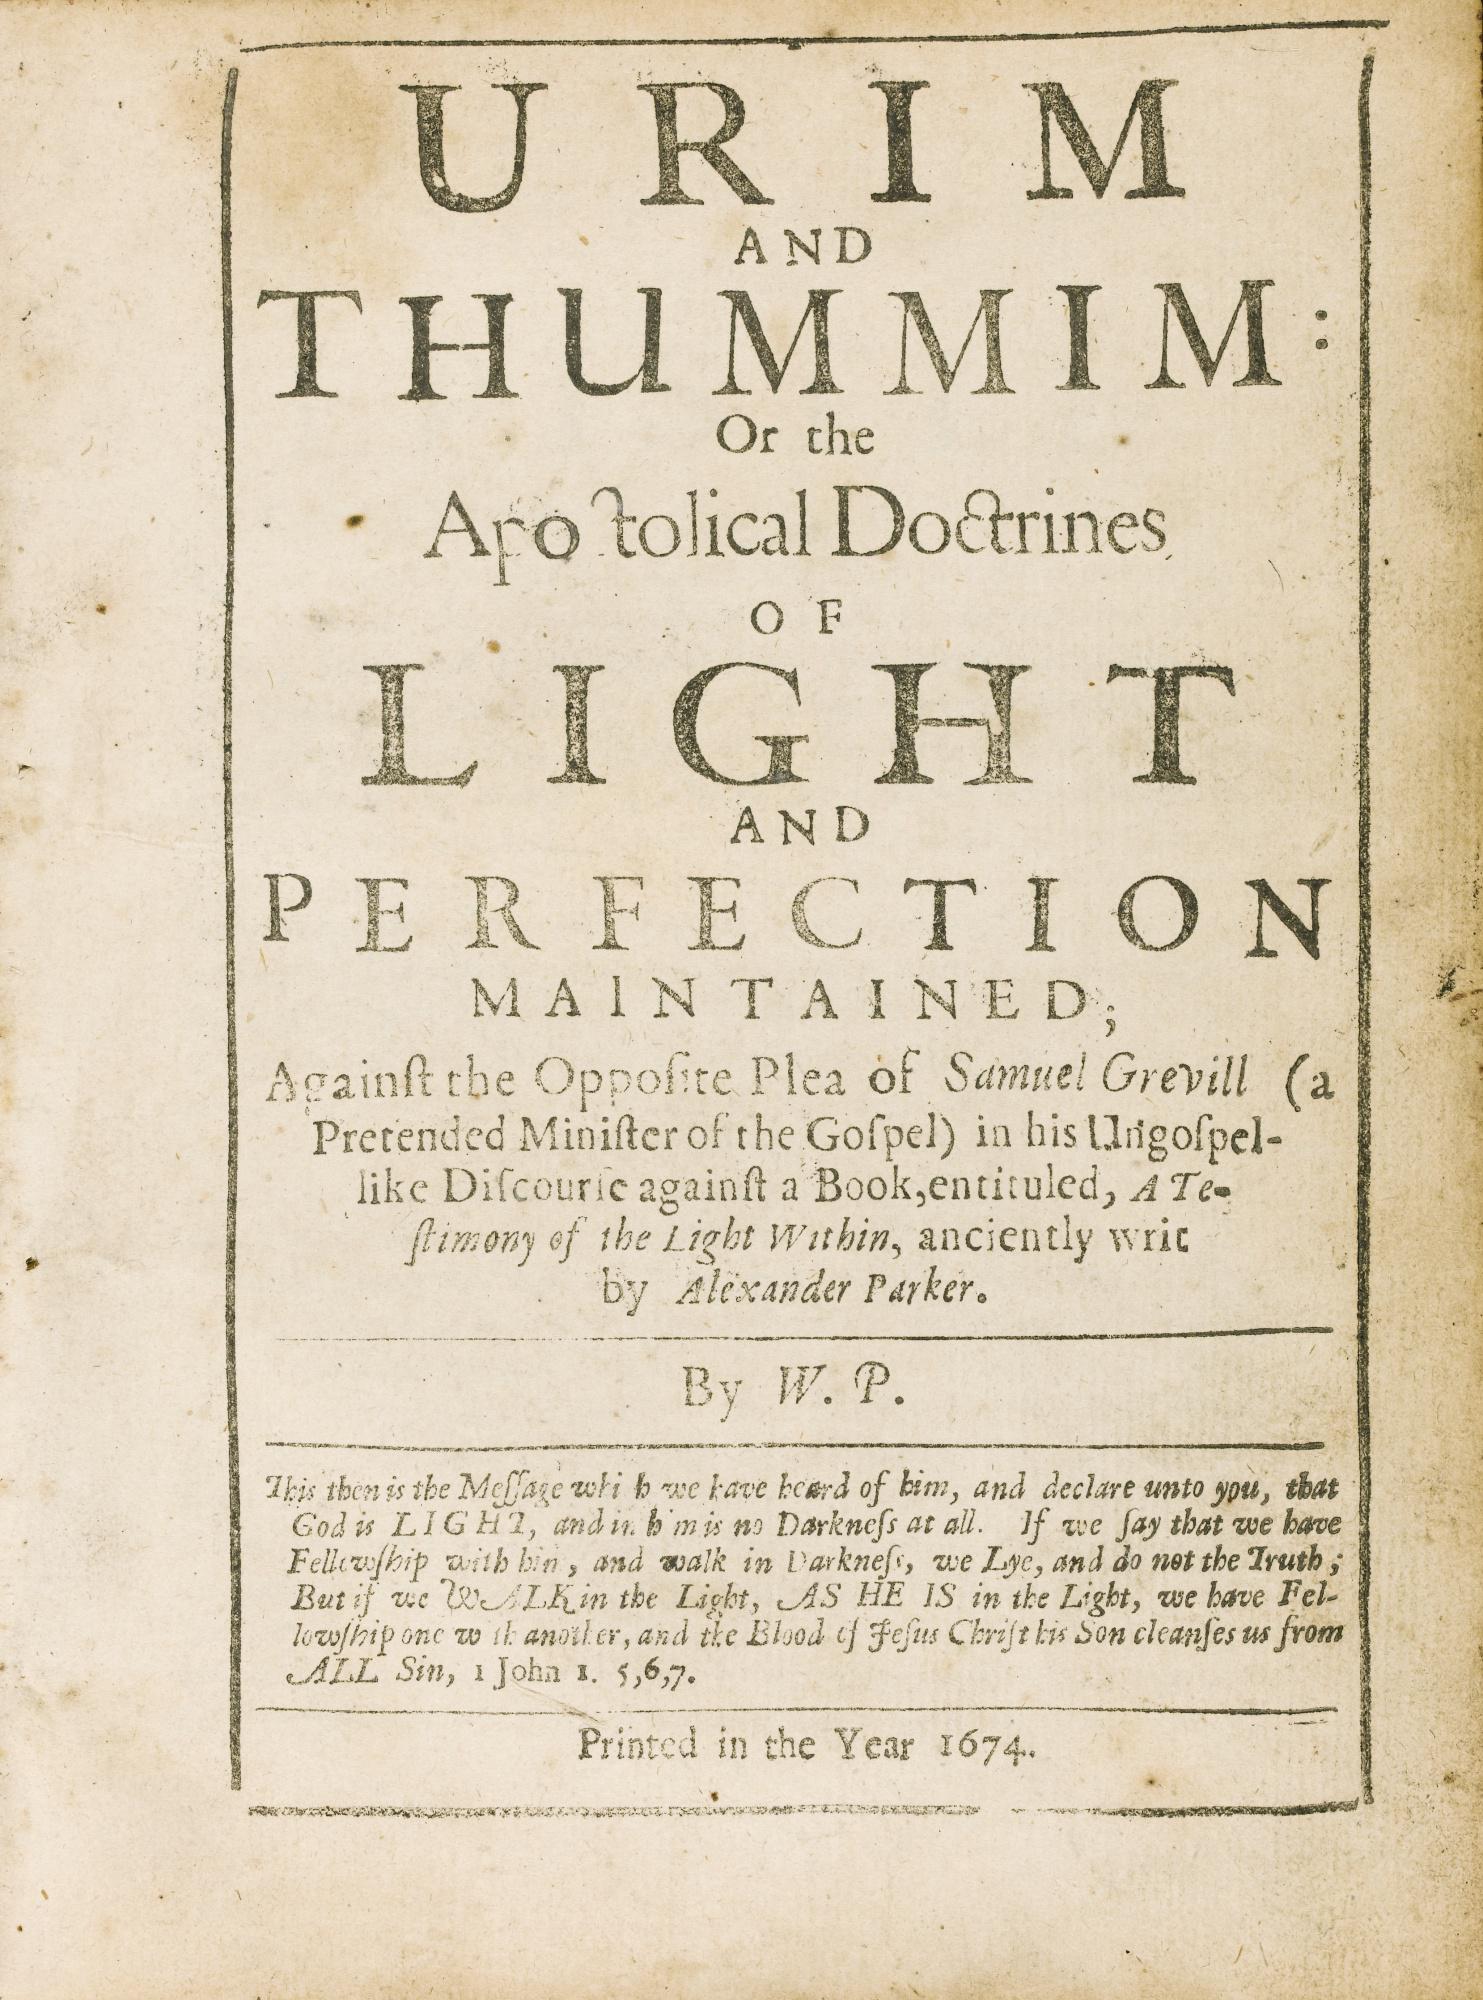 URIM
AND
THUMMIM:
Or the
Apoſtolical Doctrines
OF
LIGHT
AND
PERFECTION
MAINTAINED;
Againſt the Oppoſite Plea of Samuel Grevill (a
Pretended Miniſter of the Goſpel) in his Ungoſpel-
like Diſcourſe againſt a Book, entituled, A Te-
ſtimony of the Light Within, anciently writ
by Alexander Parker.
By W. P.
This then is the Meſſage which we have heard of him, and declare unto you, that
God is LIGHT, and in him is no Darkneſs at all. If we ſay that we have
Fellowſhip with him, and walk in Darkneſs, we Lye, and do not the Truth;
But if we WALK in the Light, AS HE IS in the Light, we have Fel-
lowſhip one with another, and the Blood of Jeſus Chriſt his Son cleanſes us from
ALL Sin, 1 John 1. 5,6,7.
Printed in the Year 1674.